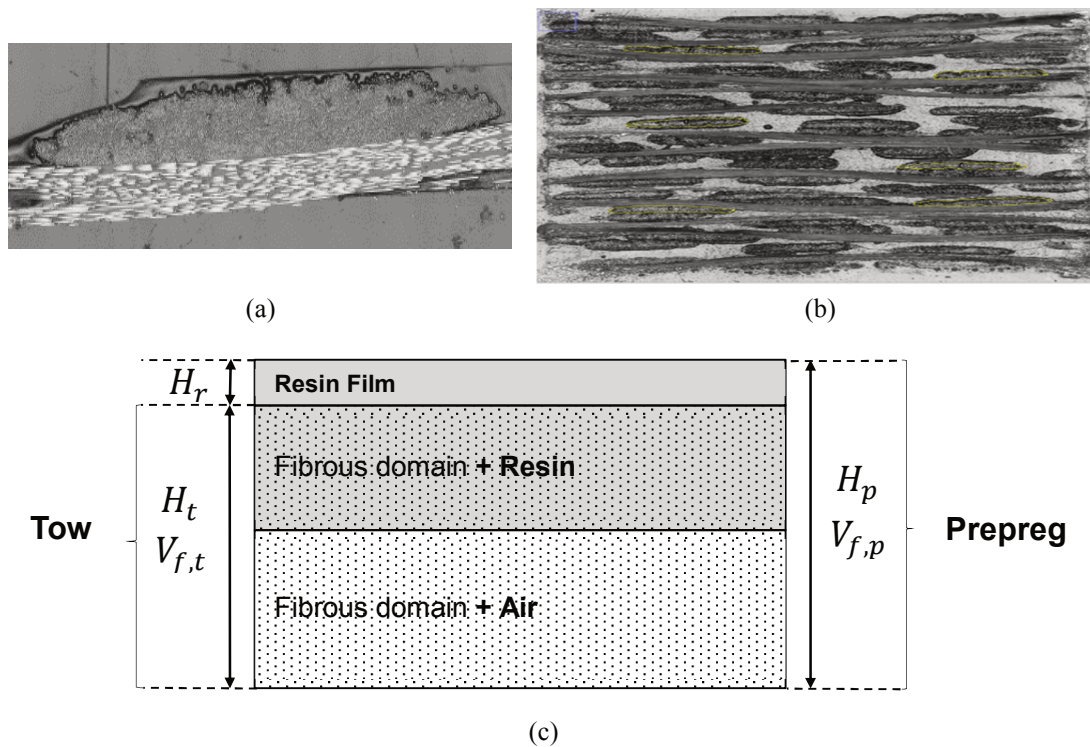 (a)
(b)
H_r
Resin Film
Fibrous domain + Resin
Tow
H_t
V_{f,t}
H_p
V_{f,p}
Prepreg
Fibrous domain + Air
(c)